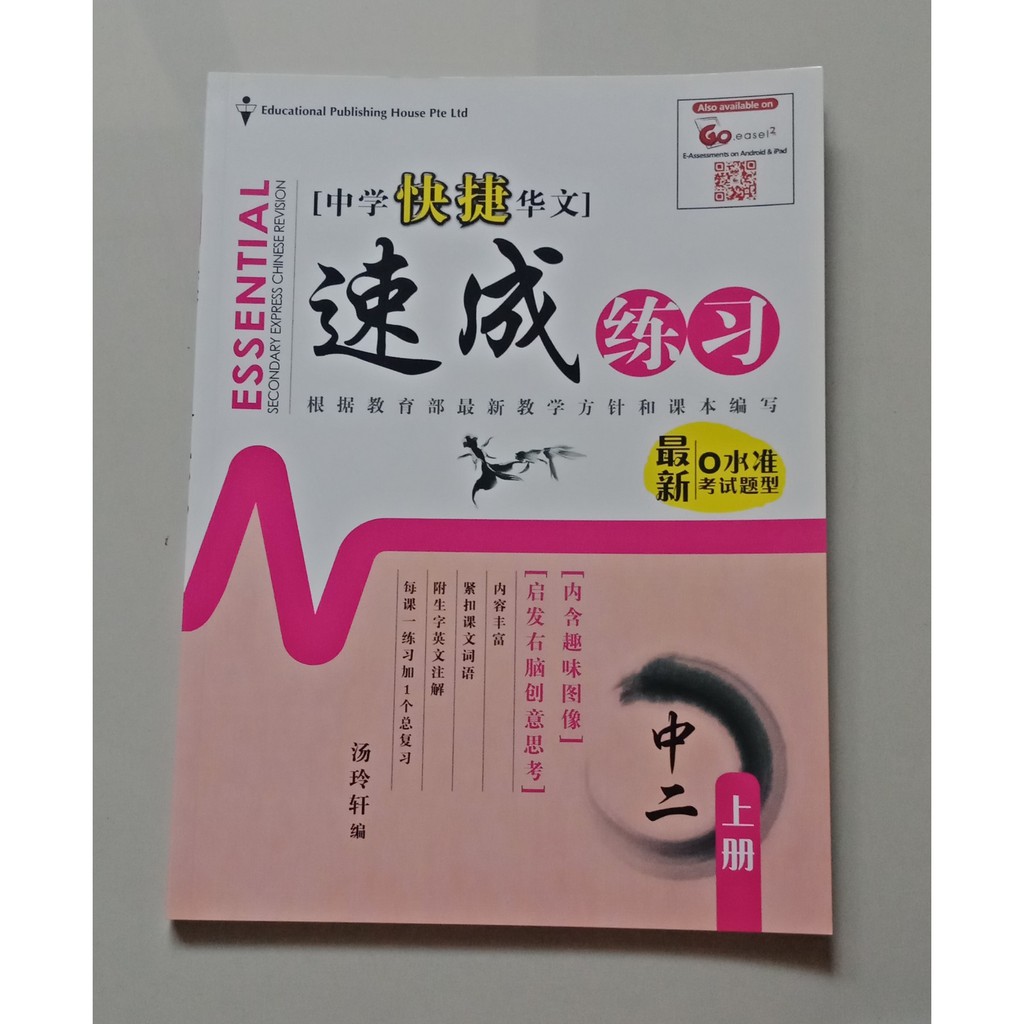 Educational Publishing House Pte Ltd
Also available on
Go.easel²
E-Assessments on Android & iPad
ESSENTIAL
SECONDARY EXPRESS CHINESE REVISION
[中学快捷华文]
速成练习
根据教育部最新教学方针和课本编写
最新
O水准
考试题型
[内含趣味图像]
[启发右脑创意思考]
内容丰富
紧扣课文词语
附生字英文注解
每课一练习加1个总复习
汤玲轩 编
中二
上册